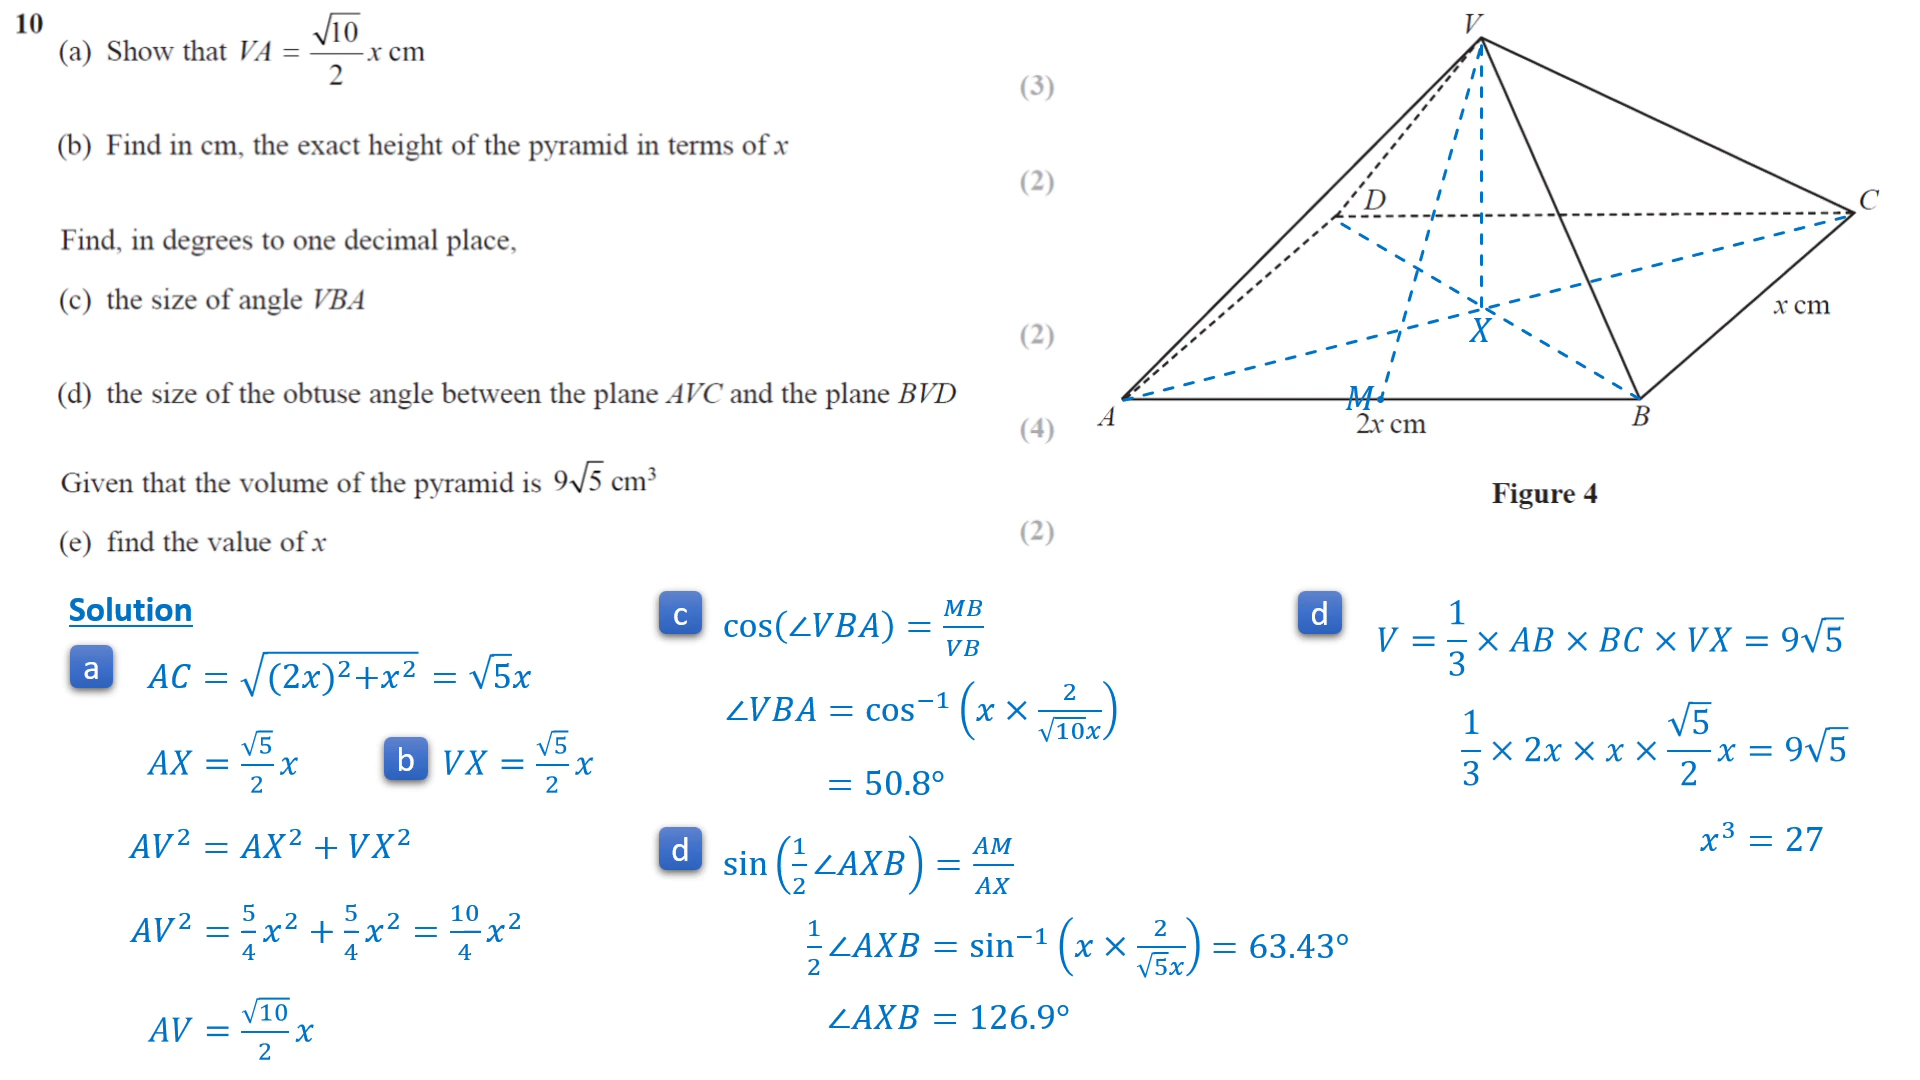 10
(a) Show that VA = √10/2 x cm
(3)
(b) Find in cm, the exact height of the pyramid in terms of x
(2)
Find, in degrees to one decimal place,
(c) the size of angle VBA
(2)
(d) the size of the obtuse angle between the plane AVC and the plane BVD
(4)
Given that the volume of the pyramid is 9√5 cm³
(e) find the value of x
(2)
V
D
C
x cm
X
M
A
B
2x cm
Figure 4
Solution
a
AC = √((2x)²+x²) = √5x
AX = √5/2 x
b
VX = √5/2 x
AV² = AX² + VX²
AV² = 5/4 x² + 5/4 x² = 10/4 x²
AV = √10/2 x
c
cos(∠VBA) = MB/VB
∠VBA = cos⁻¹(x × 2/√10x)
= 50.8°
d
sin(1/2 ∠AXB) = AM/AX
1/2 ∠AXB = sin⁻¹(x × 2/√5x) = 63.43°
∠AXB = 126.9°
d
V = 1/3 × AB × BC × VX = 9√5
1/3 × 2x × x × √5/2 x = 9√5
x³ = 27